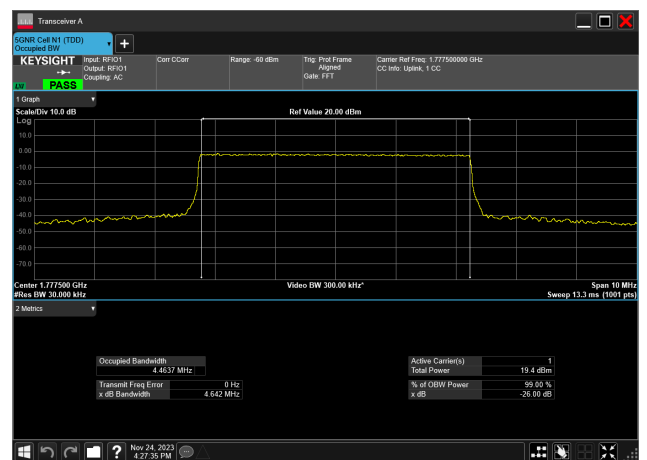 Transceiver A
5GNR Cell N1 (TDD)
Occupied BW
+
KEYSIGHT
LV PASS
Input: RFIO1
Output: RFIO1
Coupling: AC
Corr CCorr
Range: -60 dBm
Trig: Prot Frame
Aligned
Gate: FFT
Carrier Ref Freq: 1.777500000 GHz
CC Info: Uplink, 1 CC
1 Graph
Scale/Div 10.0 dB
Ref Value 20.00 dBm
Log
10.0
0.00
-10.0
-20.0
-30.0
-40.0
-50.0
-60.0
-70.0
Center 1.777500 GHz
Video BW 300.00 kHz^
Span 10 MHz
#Res BW 30.000 kHz
Sweep 13.3 ms (1001 pts)
2 Metrics
Occupied Bandwidth
4.4637 MHz
Transmit Freq Error 0 Hz
x dB Bandwidth 4.642 MHz
Active Carrier(s) 1
Total Power 19.4 dBm
% of OBW Power 99.00 %
x dB -26.00 dB
?
Nov 24, 2023
4:27:35 PM